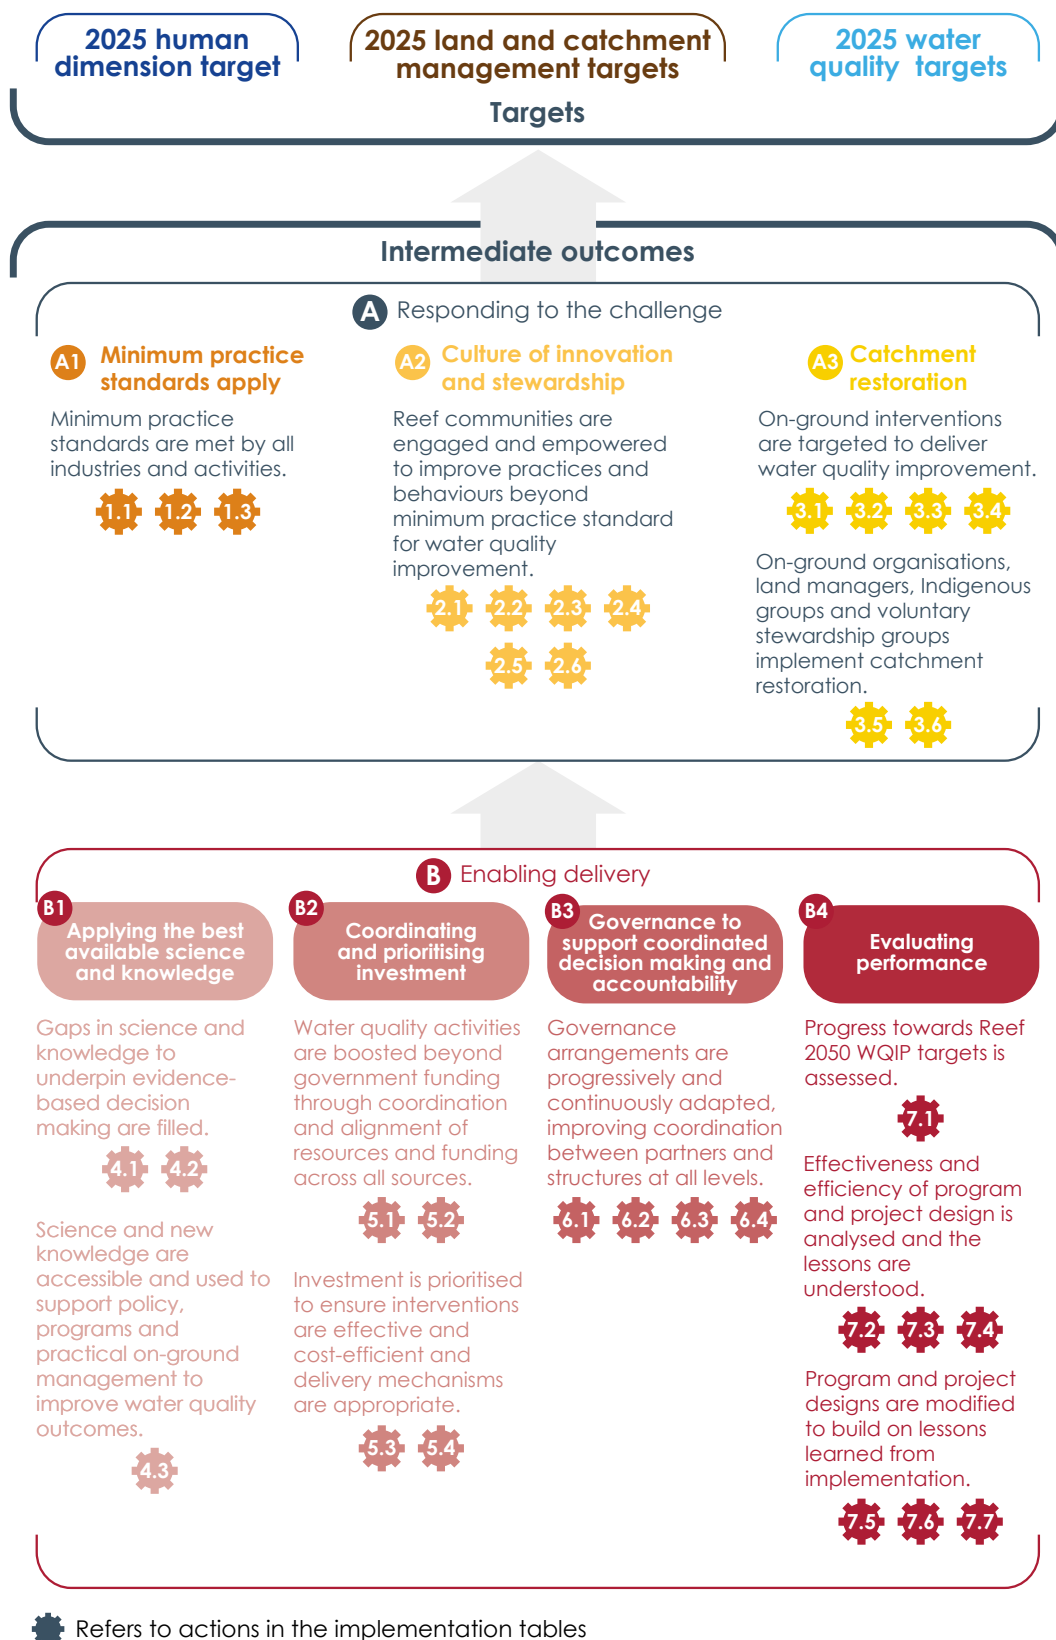 2025 human
dimension target
2025 land and catchment
management targets
2025 water
quality targets
Targets
Intermediate outcomes
A Responding to the challenge
A1 Minimum practice
standards apply
Minimum practice
standards are met by all
industries and activities.
1.1 1.2 1.3
A2 Culture of innovation
and stewardship
Reef communities are
engaged and empowered
to improve practices and
behaviours beyond
minimum practice standard
for water quality
improvement.
2.1 2.2 2.3 2.4
2.5 2.6
A3 Catchment
restoration
On-ground interventions
are targeted to deliver
water quality improvement.
3.1 3.2 3.3 3.4
On-ground organisations,
land managers, Indigenous
groups and voluntary
stewardship groups
implement catchment
restoration.
3.5 3.6
B Enabling delivery
B1
Applying the best
available science
and knowledge
Gaps in science and
knowledge to
underpin evidence-
based decision
making are filled.
4.1 4.2
Science and new
knowledge are
accessible and used to
support policy,
programs and
practical on-ground
management to
improve water quality
outcomes.
4.3
B2
Coordinating
and prioritising
investment
Water quality activities
are boosted beyond
government funding
through coordination
and alignment of
resources and funding
across all sources.
5.1 5.2
Investment is prioritised
to ensure interventions
are effective and
cost-efficient and
delivery mechanisms
are appropriate.
5.3 5.4
B3
Governance to
support coordinated
decision making and
accountability
Governance
arrangements are
progressively and
continuously adapted,
improving coordination
between partners and
structures at all levels.
6.1 6.2 6.3 6.4
B4
Evaluating
performance
Progress towards Reef
2050 WQIP targets is
assessed.
7.1
Effectiveness and
efficiency of program
and project design is
analysed and the
lessons are
understood.
7.2 7.3 7.4
Program and project
designs are modified
to build on lessons
learned from
implementation.
7.5 7.6 7.7
Refers to actions in the implementation tables